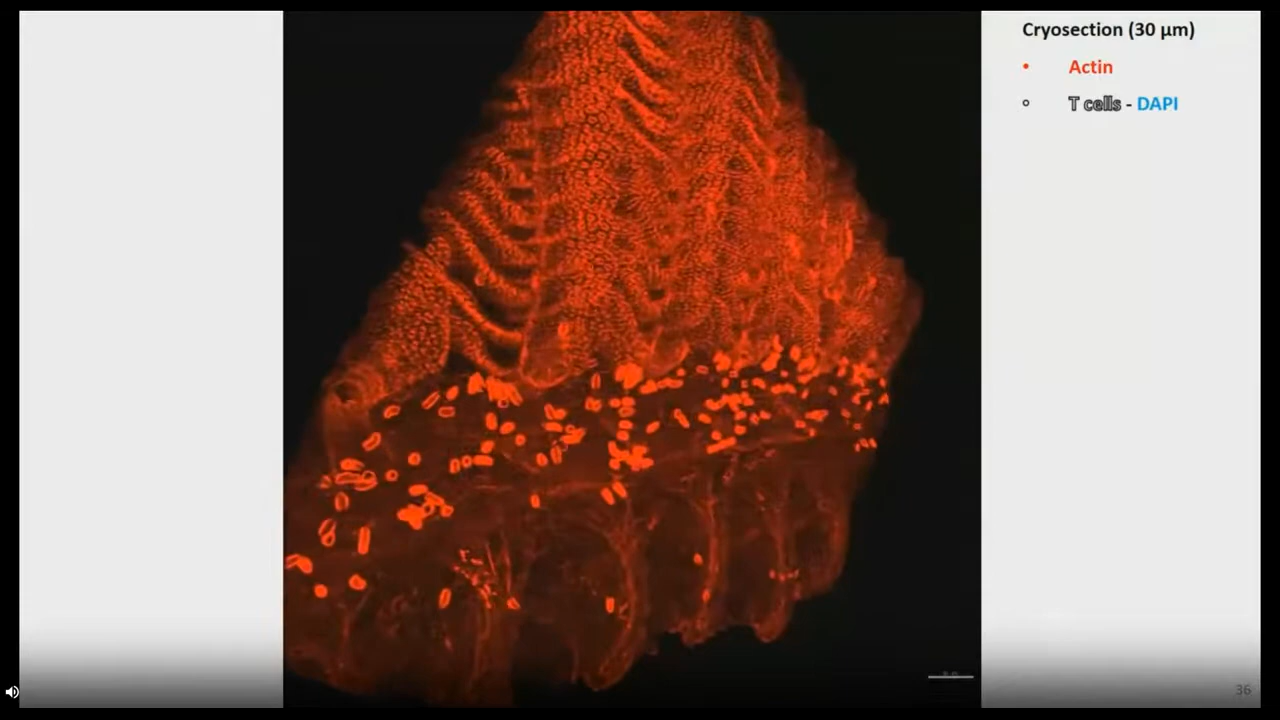 Cryosection (30 µm)
• Actin
○ T cells - DAPI
36